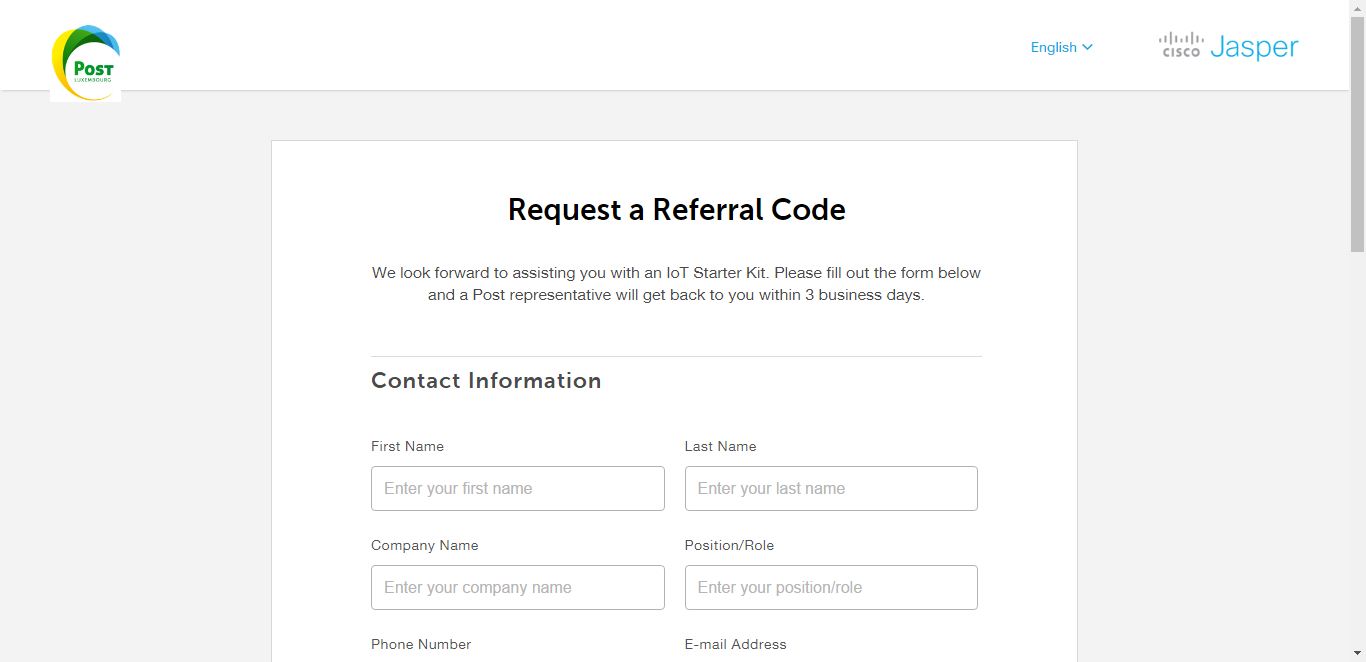 POST
LUXEMBOURG
English
CISCO Jasper
Request a Referral Code
We look forward to assisting you with an IoT Starter Kit. Please fill out the form below
and a Post representative will get back to you within 3 business days.
Contact Information
First Name
Last Name
Enter your first name
Enter your last name
Company Name
Position/Role
Enter your company name
Enter your position/role
Phone Number
E-mail Address